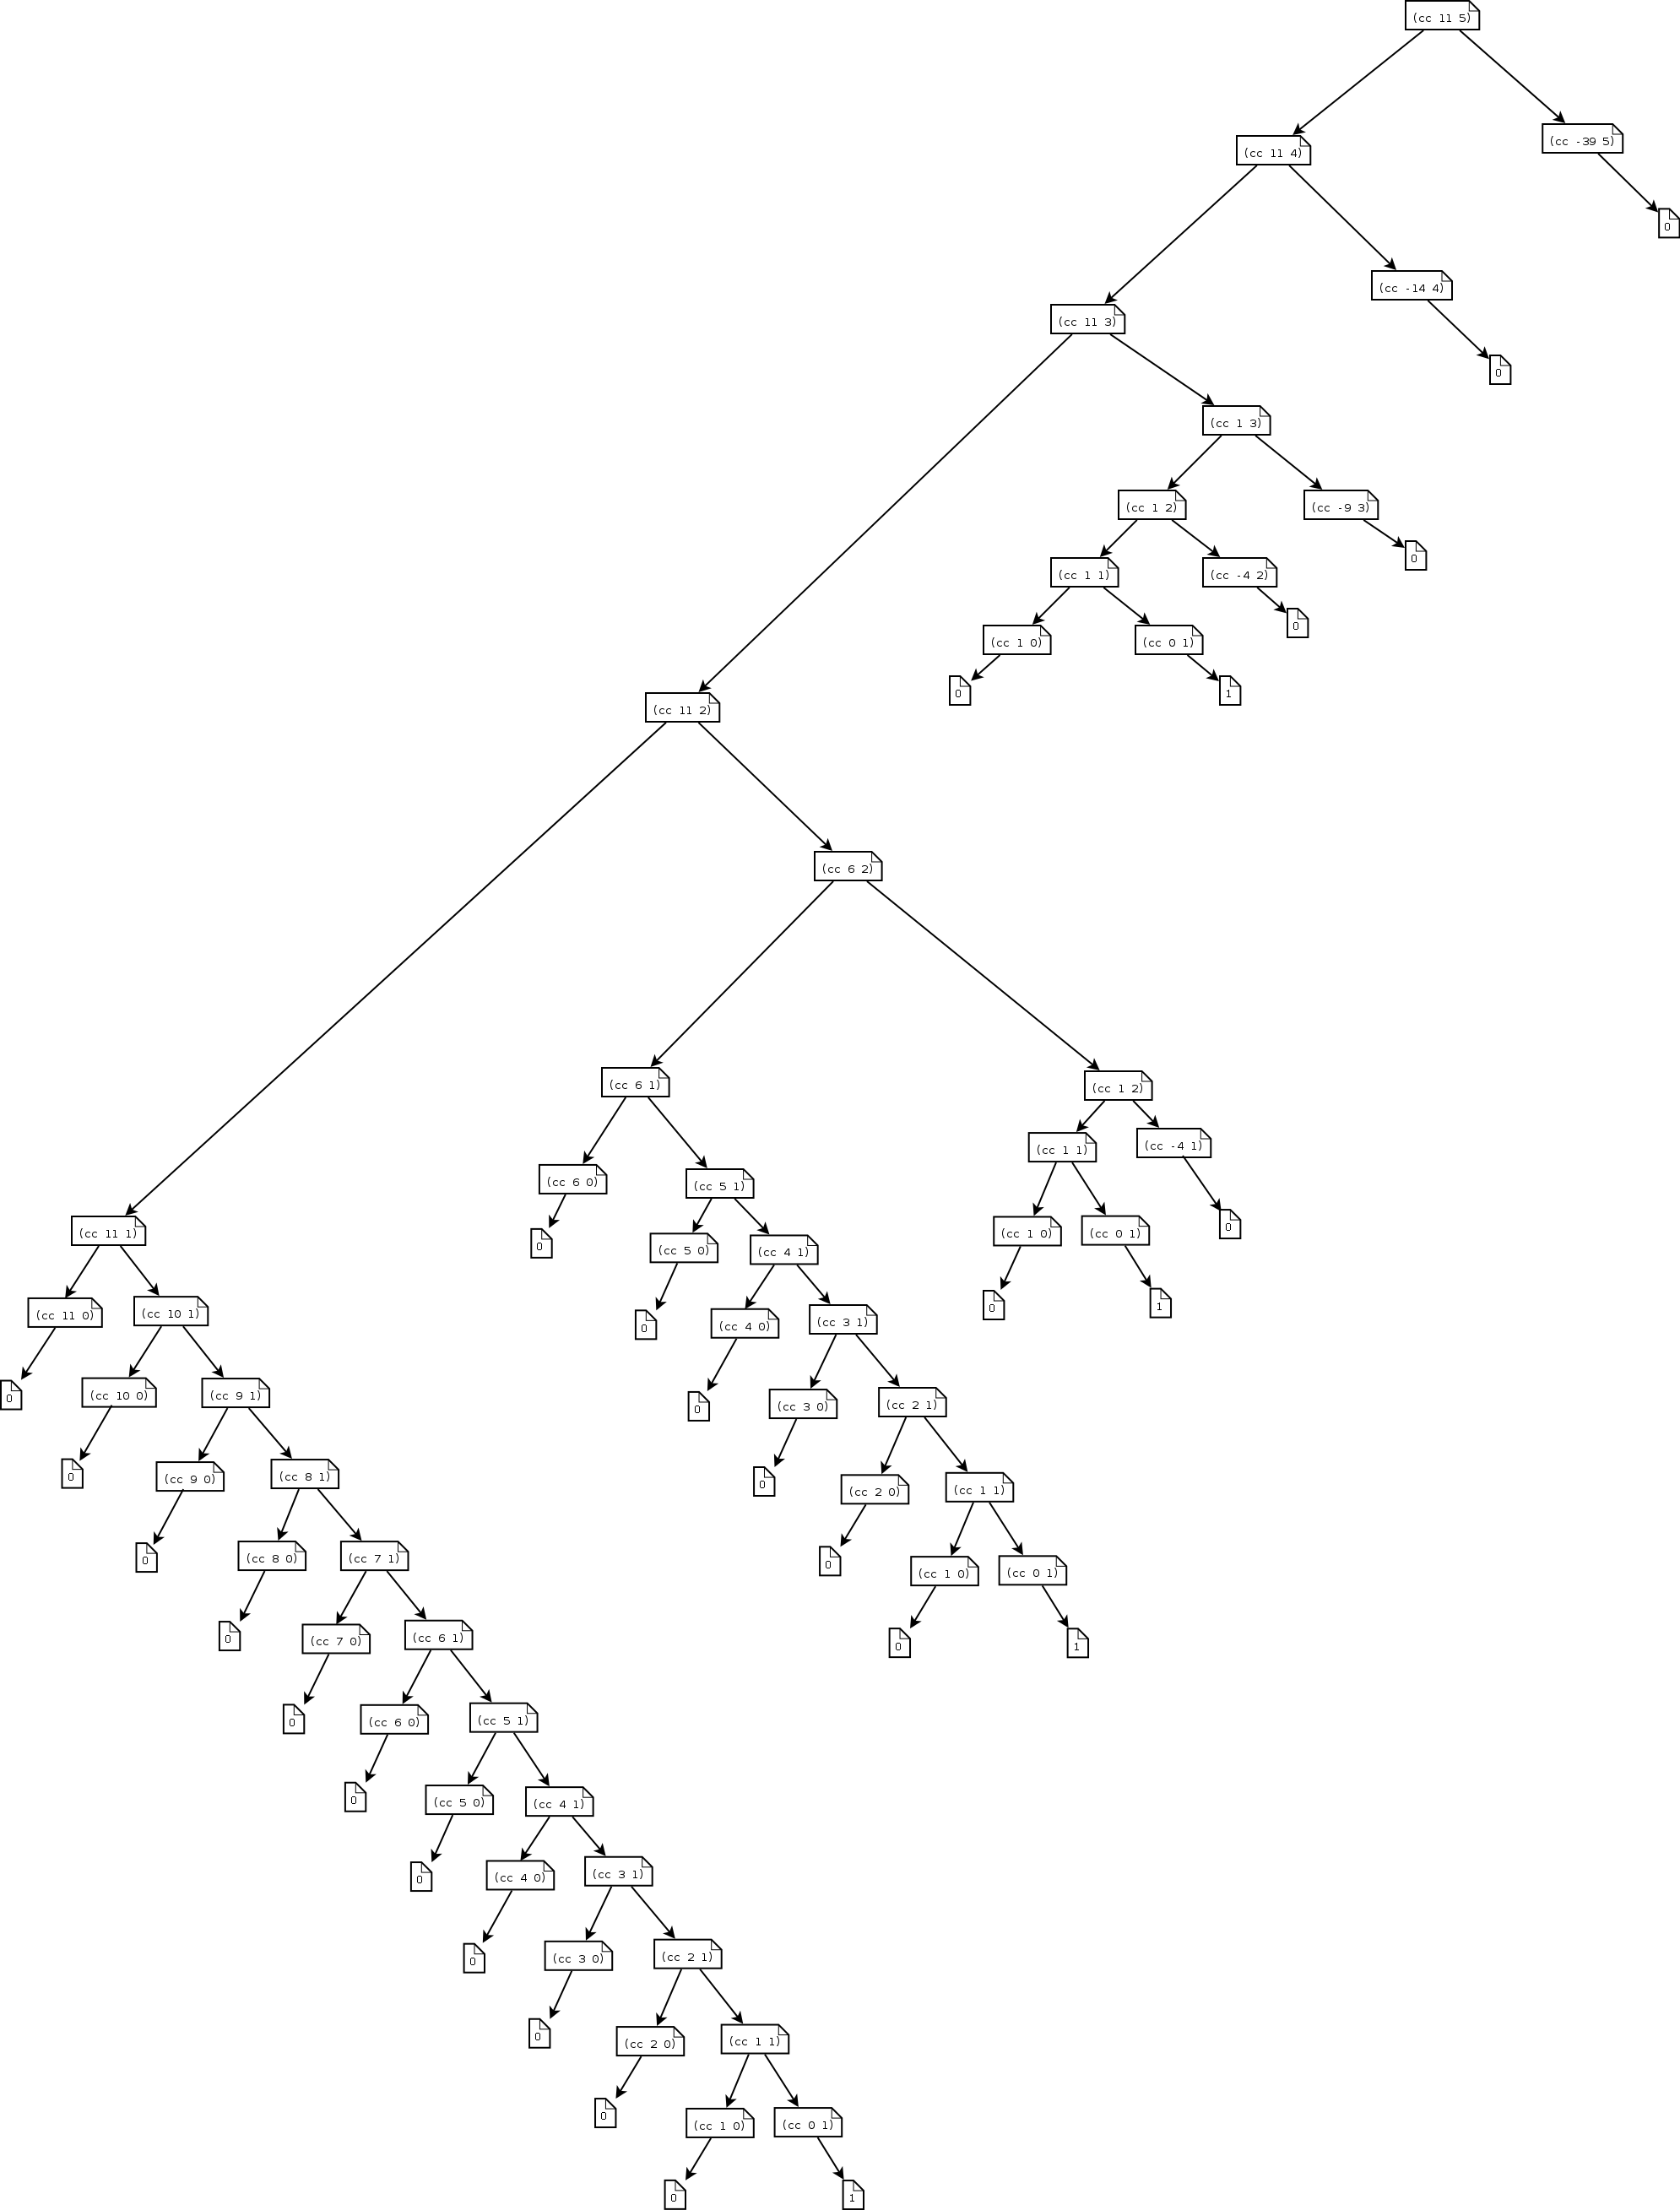 (cc 11 5)
(cc 11 4)
(cc -39 5)
0
(cc -14 4)
(cc 11 3)
0
(cc 1 3)
(cc 1 2)
(cc -9 3)
0
(cc 1 1)
(cc -4 2)
0
(cc 1 0)
(cc 0 1)
0
1
(cc 11 2)
(cc 6 2)
(cc 6 1)
(cc 1 2)
(cc 1 1)
(cc -4 1)
(cc 6 0)
(cc 5 1)
0
(cc 11 1)
(cc 1 0)
(cc 0 1)
0
(cc 5 0)
(cc 4 1)
0
1
(cc 11 0)
(cc 10 1)
0
(cc 4 0)
(cc 3 1)
0
(cc 10 0)
(cc 9 1)
0
(cc 3 0)
(cc 2 1)
0
(cc 9 0)
(cc 8 1)
0
(cc 2 0)
(cc 1 1)
0
(cc 8 0)
(cc 7 1)
0
(cc 1 0)
(cc 0 1)
0
(cc 7 0)
(cc 6 1)
0
1
0
(cc 6 0)
(cc 5 1)
0
(cc 5 0)
(cc 4 1)
0
(cc 4 0)
(cc 3 1)
0
(cc 3 0)
(cc 2 1)
0
(cc 2 0)
(cc 1 1)
0
(cc 1 0)
(cc 0 1)
0
1